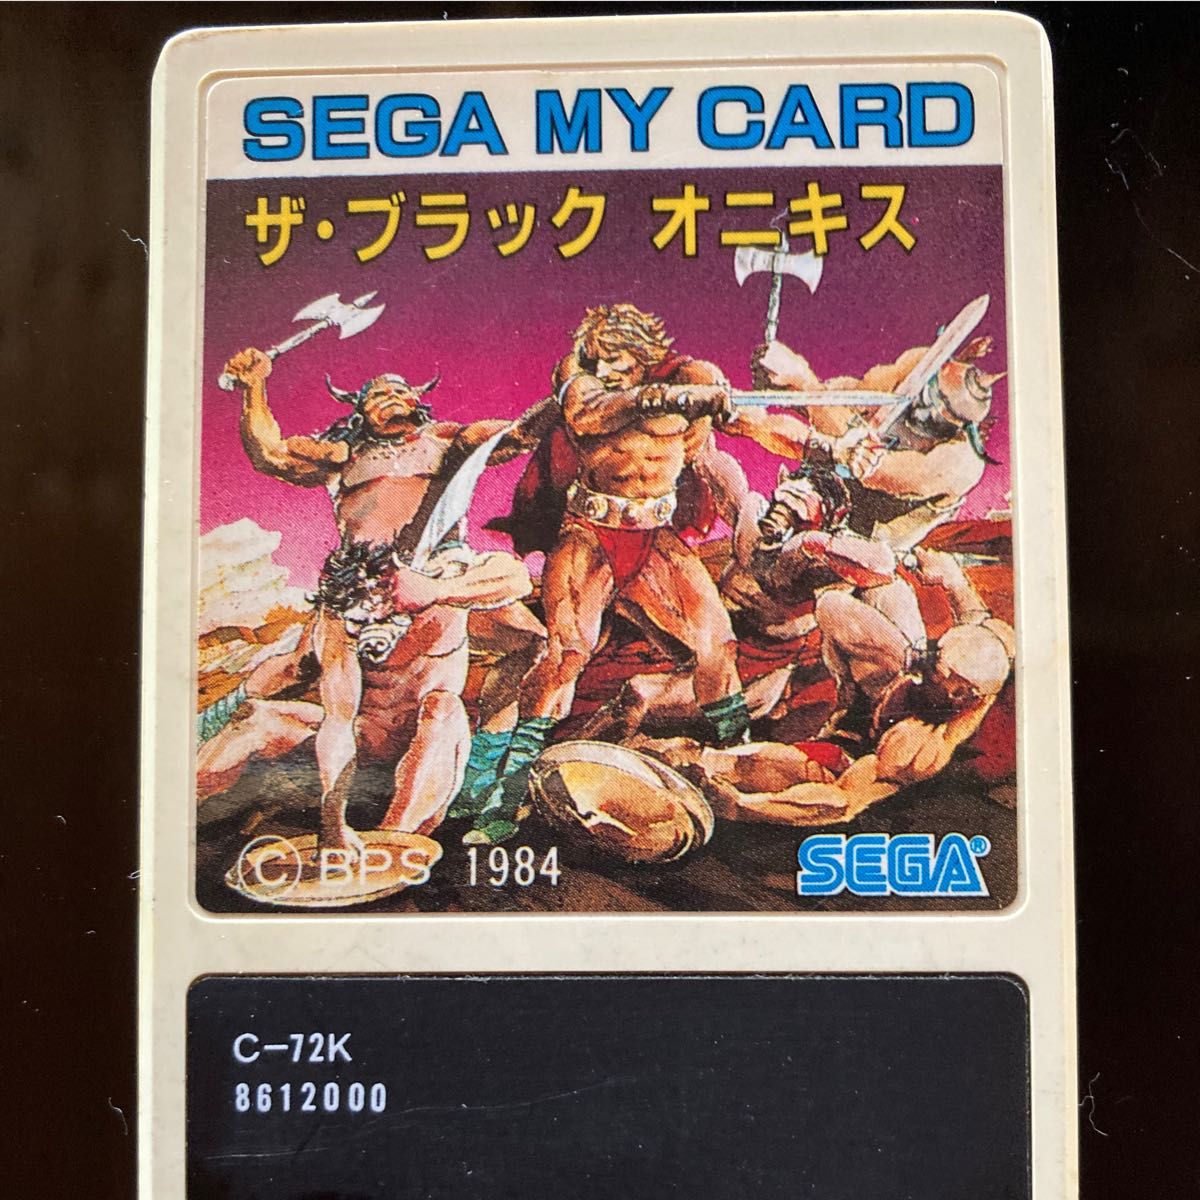 SEGA MY CARD
ザ・ブラック オニキス
Ⓒ BPS 1984
SEGA®
C-72K
8612000